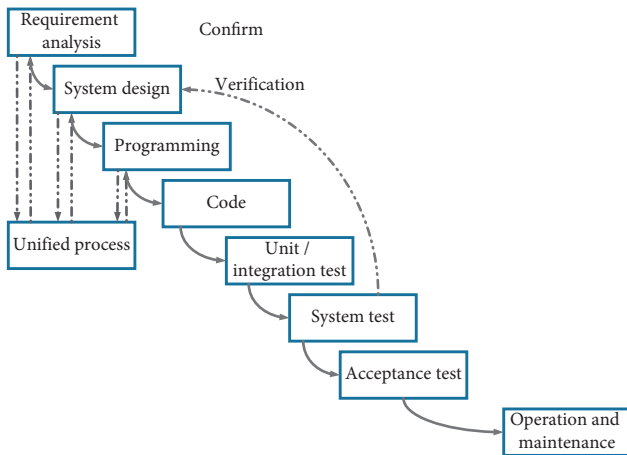 Requirement
analysis
Confirm
System design
Verification
Programming
Code
Unified process
Unit /
integration test
System test
Acceptance test
Operation and
maintenance